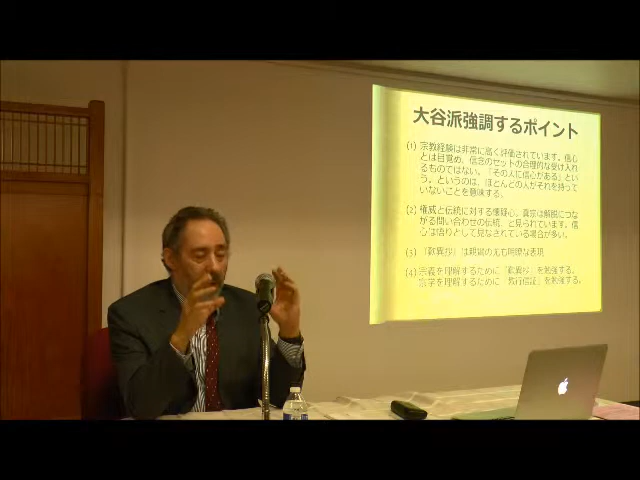 大谷派強調するポイント
(1) 宗教経験は非常に高く評価されています。信心
とは目覚め、信念のセットの合理的な受け入れ
るものではない。「その人に信心がある」とい
う、というのは、ほとんどの人がそれを持って
いないことを意味する。
(2) 権威と伝統に対する懐疑心。真宗は解脱につな
がる問い合わせの伝統、と見られています。信
心は悟りとして見なされている場合が多い。
(3) 「歎異抄」は親鸞の尤も明瞭な表現
(4) 宗義を理解するために「歎異抄」を勉強する。
宗学を理解するために「教行信証」を勉強する。